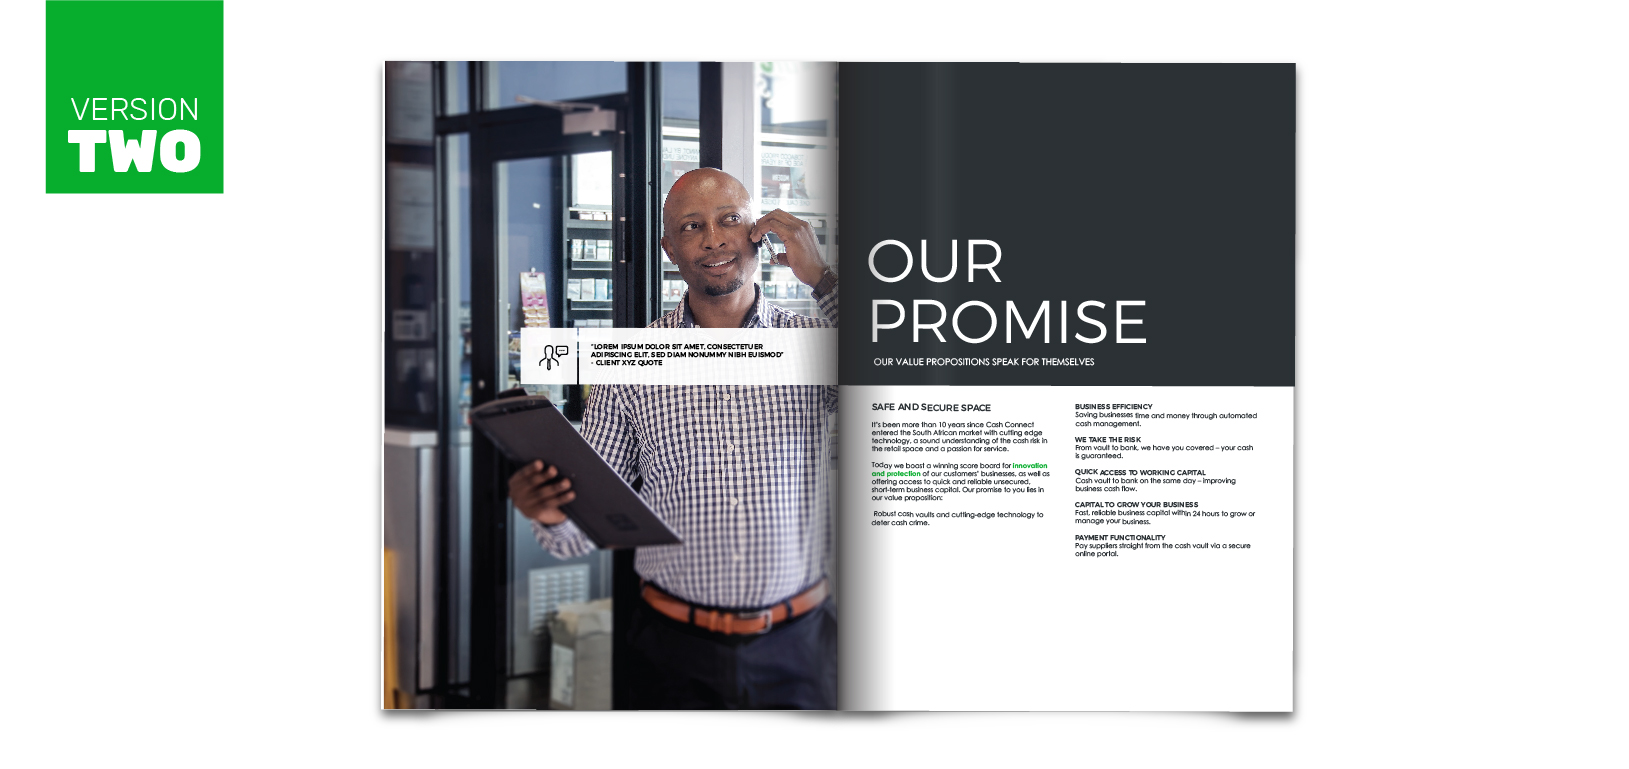 VERSION
TWO
"LOREM IPSUM DOLOR SIT AMET, CONSECTETUER
ADIPISCING ELIT, SED DIAM NONUMMY NIBH EUISMOD"
- CLIENT XYZ QUOTE
OUR
PROMISE
OUR VALUE PROPOSITIONS SPEAK FOR THEMSELVES
SAFE AND SECURE SPACE
It's been more than 10 years since Cash Connect
entered the South African market with cutting edge
technology, a sound understanding of the cash risk in
the retail space and a passion for service.
Today we boast a winning score board for innovation
and protection of our customers' businesses, as well as
offering access to quick and reliable unsecured,
short-term business capital. Our promise to you lies in
our value proposition:
Robust cash vaults and cutting-edge technology to
deter cash crime.
BUSINESS EFFICIENCY
Saving businesses time and money through automated
cash management.
WE TAKE THE RISK
From vault to bank, we have you covered – your cash
is guaranteed.
QUICK ACCESS TO WORKING CAPITAL
Cash vault to bank on the same day – improving
business cash flow.
CAPITAL TO GROW YOUR BUSINESS
Fast, reliable business capital within 24 hours to grow or
manage your business.
PAYMENT FUNCTIONALITY
Pay suppliers straight from the cash vault via a secure
online portal.